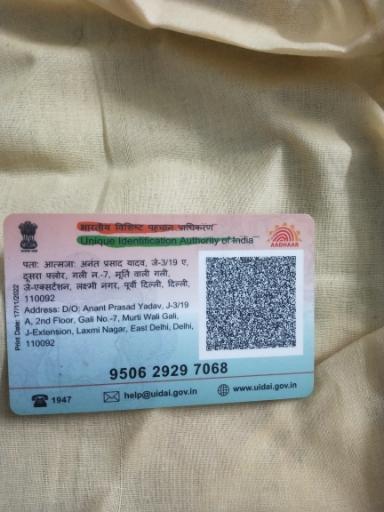 भारतीय विशिष्ट पहचान प्राधिकरण
Unique Identification Authority of India
AADHAAR
पता: आत्मजा: अनंत प्रसाद यादव, जे-3/19 ए,
दूसरा फ्लोर, गली न.-7, मूर्ति वाली गली,
जे-एक्सटेंशन, लक्ष्मी नगर, पूर्वी दिल्ली, दिल्ली,
110092
Address: D/O: Anant Prasad Yadav, J-3/19
A, 2nd Floor, Gali No.-7, Murti Wali Gali,
J-Extension, Laxmi Nagar, East Delhi, Delhi,
110092
Print Date: 17/11/2022
9506 2929 7068
1947
help@uidai.gov.in
www.uidai.gov.in